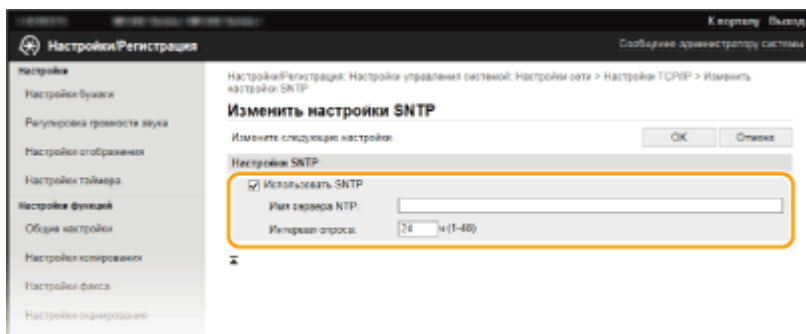 К порталу Выход
Настройки/Регистрация
Сообщение администратору системы
Настройки
Настройки бумаги
Регулировка громкости звука
Настройки отображения
Настройки таймера
Настройки функций
Общие настройки
Настройки копирования
Настройки факса
Настройки сканирования
Настройки/Регистрация: Настройки управления системой: Настройки сети > Настройки TCP/IP > Изменить
настройки SNTP
Изменить настройки SNTP
Измените следующие настройки
OK Отмена
Настройки SNTP
Использовать SNTP
Имя сервера NTP:
Интервал опроса: 24 ч (1-48)